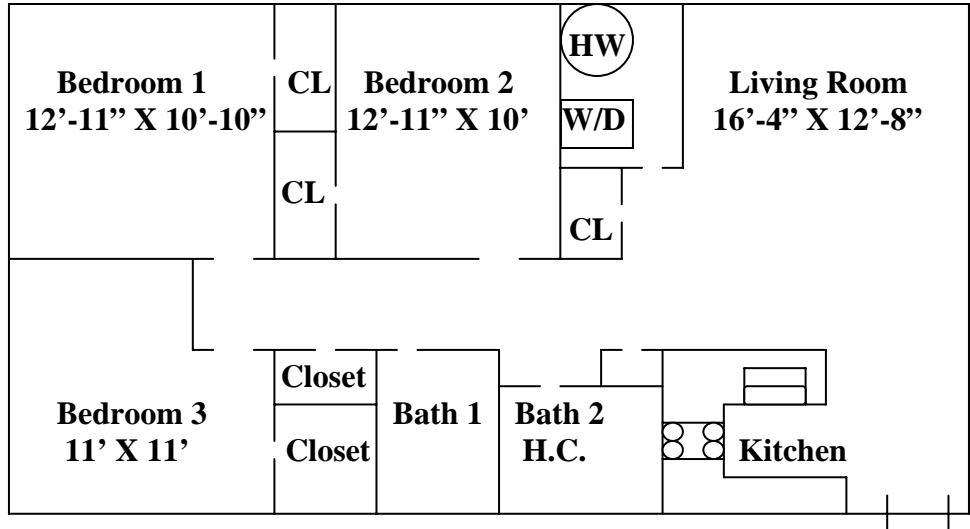 Bedroom 1
12’-11” X 10’-10”
CL
CL
Bedroom 2
12’-11” X 10’
HW
W/D
CL
Living Room
16’-4” X 12’-8”
Bedroom 3
11’ X 11’
Closet
Closet
Bath 1
Bath 2
H.C.
Kitchen